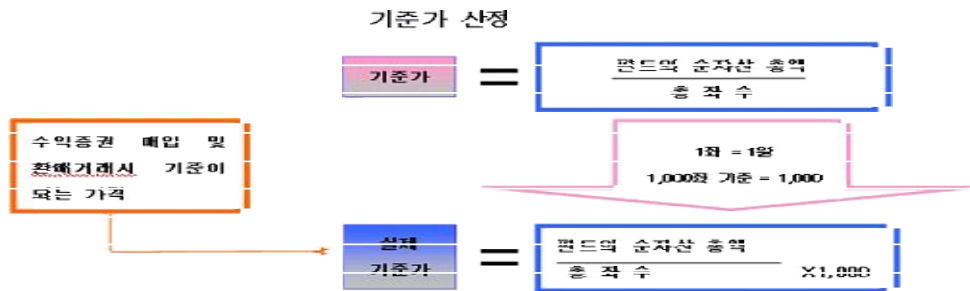 기준가 산정
기준가 =
펀드의 순자산 총액
총 좌 수
수익증권 매입 및
환매거래시 기준이
되는 가격
1좌 = 1원
1,000좌 기준 = 1,000
실제
기준가 =
펀드의 순자산 총액
총 좌 수 X1,000